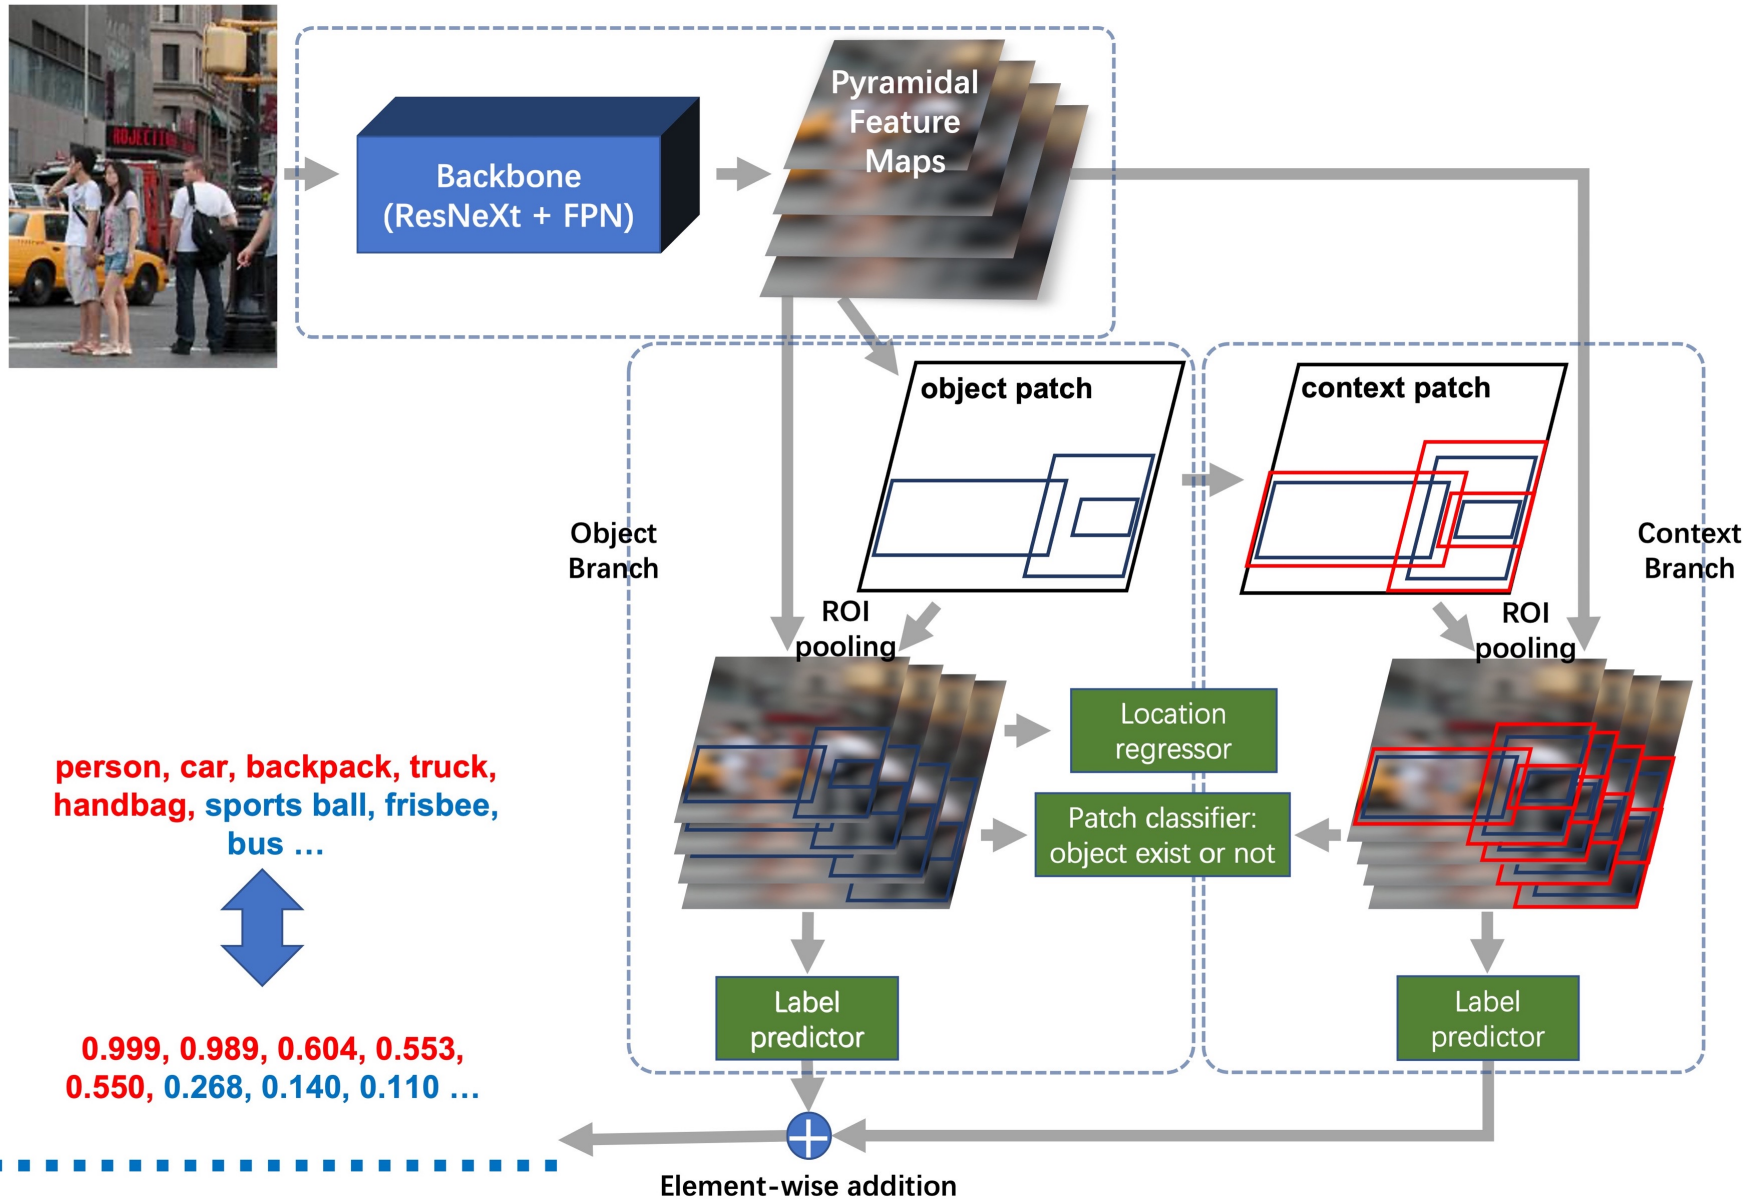 ROJECTI
Pyramidal
Feature
Maps
Backbone
(ResNeXt + FPN)
object patch
context patch
Object
Branch
Context
Branch
ROI
pooling
ROI
pooling
Location
regressor
Patch classifier:
object exist or not
person, car, backpack, truck,
handbag, sports ball, frisbee,
bus ...
0.999, 0.989, 0.604, 0.553,
0.550, 0.268, 0.140, 0.110 ...
Label
predictor
Label
predictor
Element-wise addition